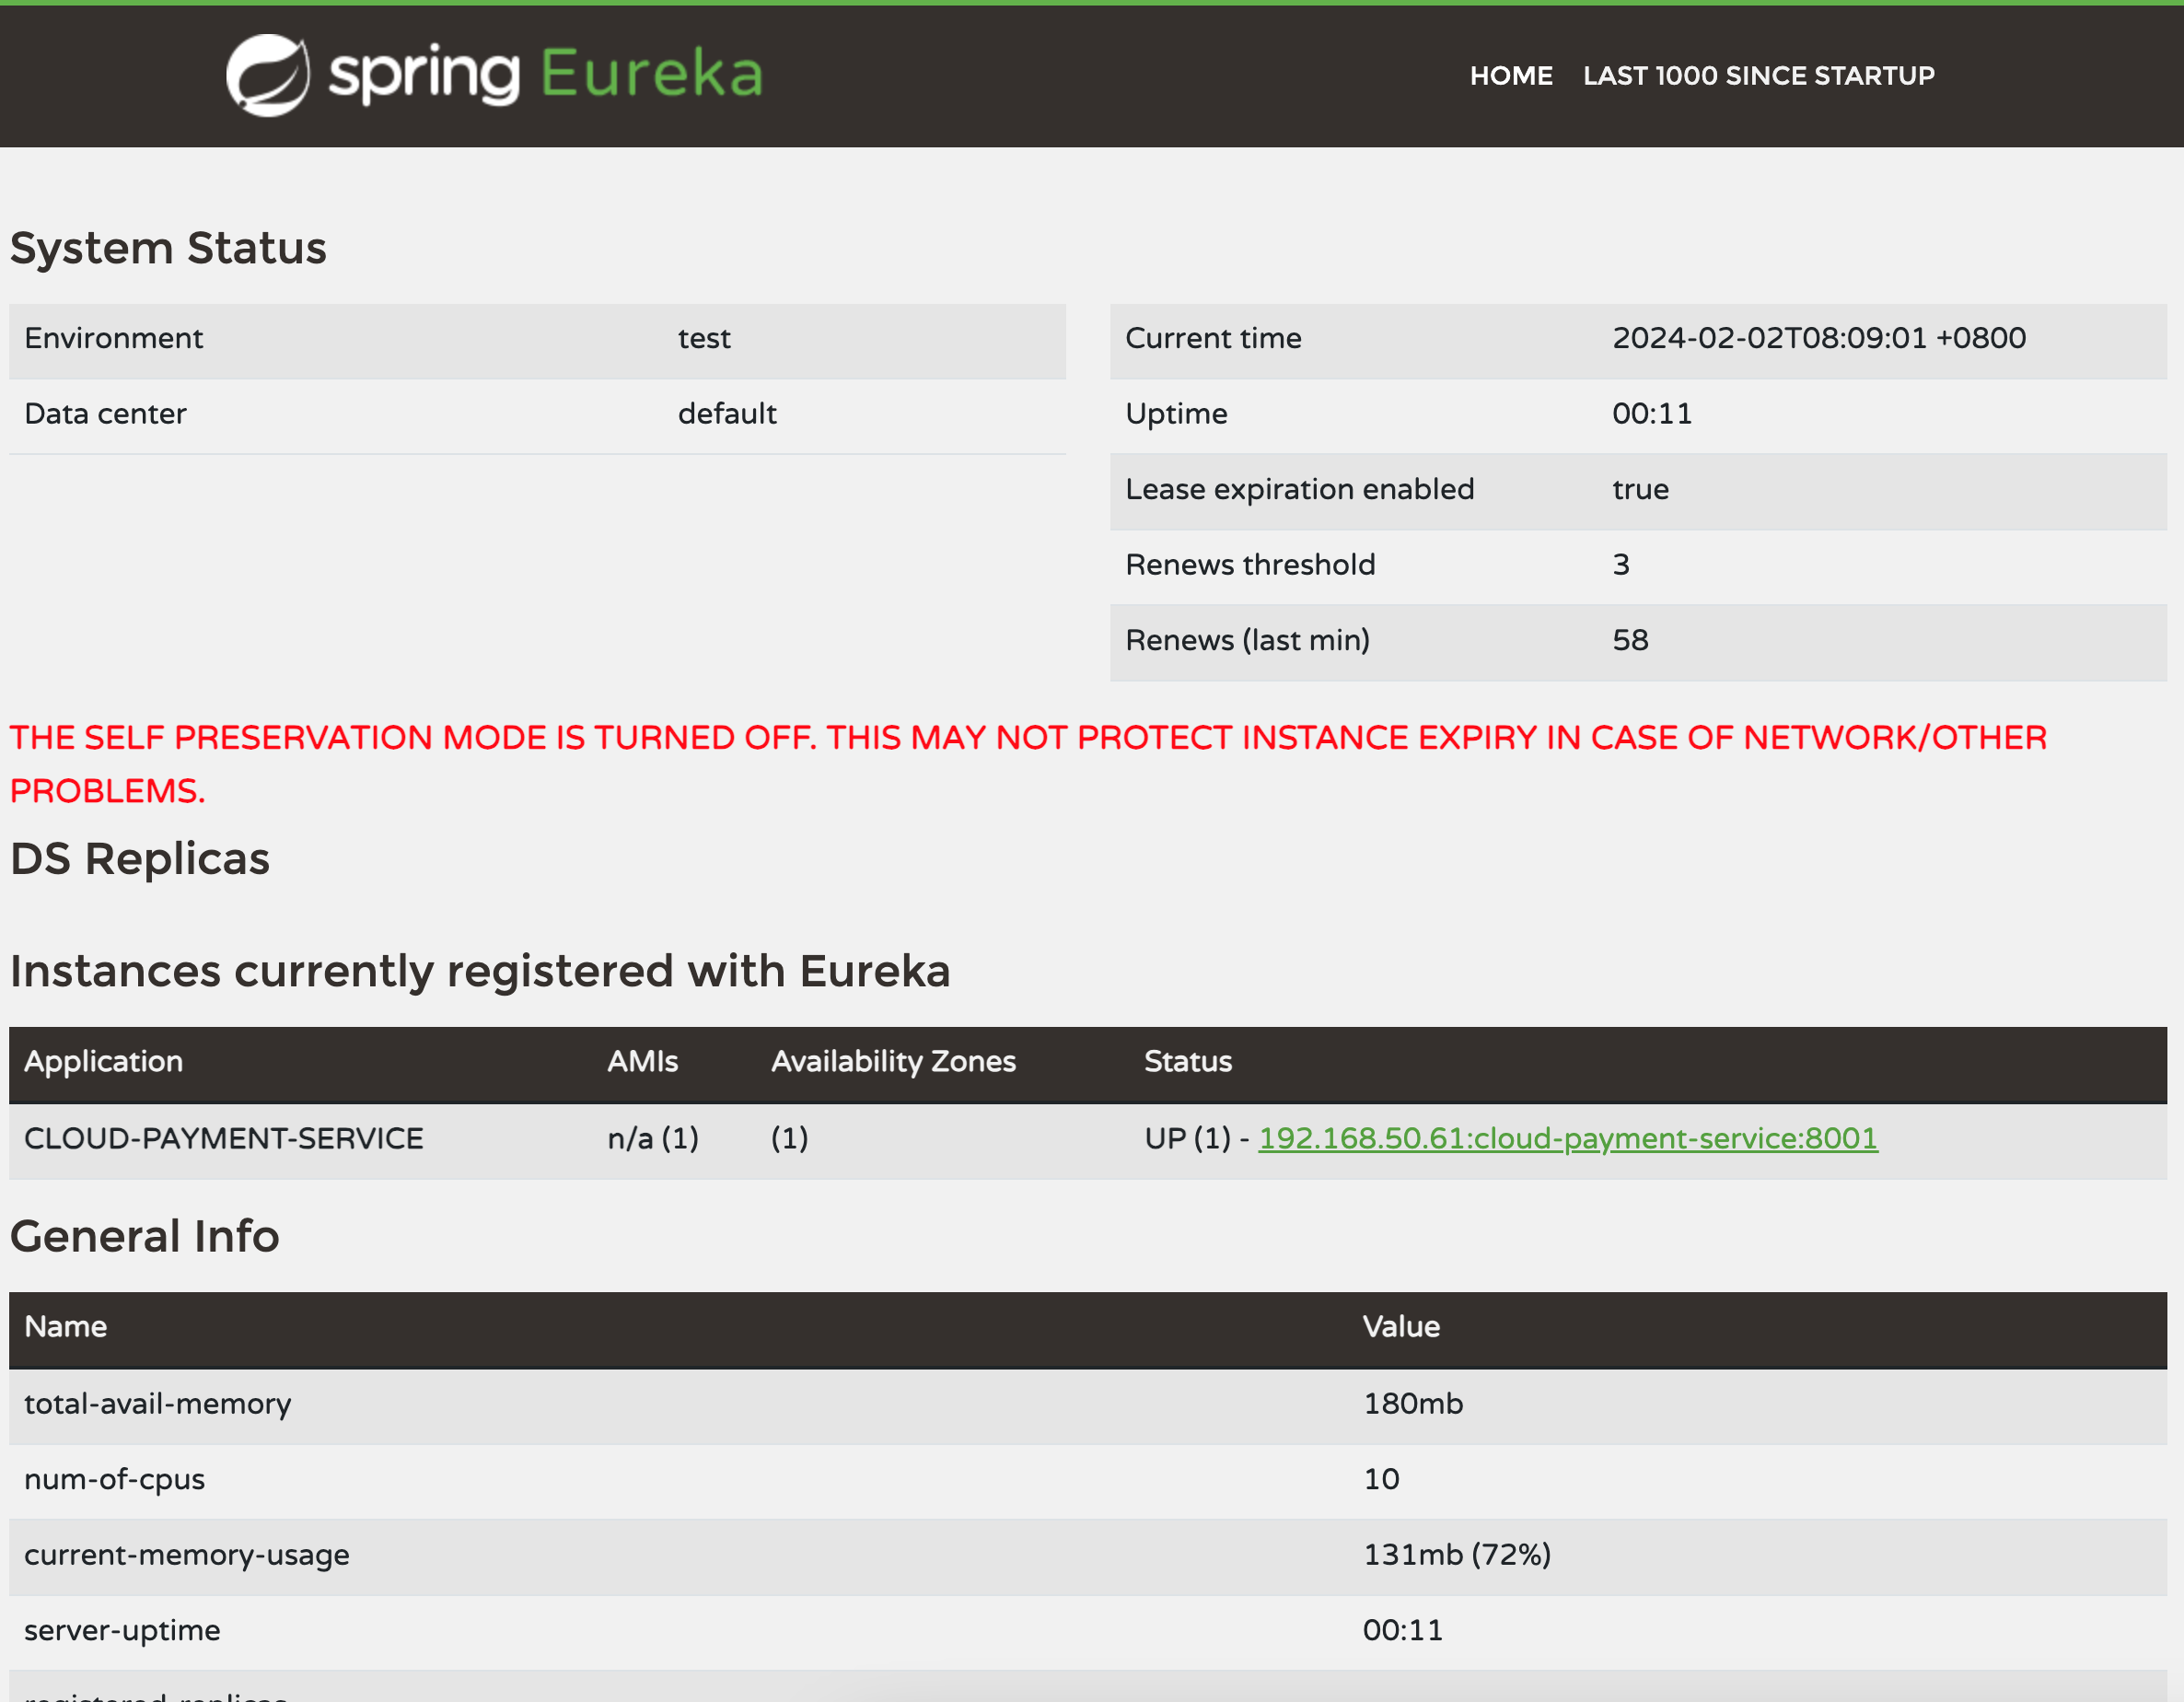 spring Eureka
HOME LAST 1000 SINCE STARTUP
System Status
Environment test
Data center default
Current time 2024-02-02T08:09:01 +0800
Uptime 00:11
Lease expiration enabled true
Renews threshold 3
Renews (last min) 58
THE SELF PRESERVATION MODE IS TURNED OFF. THIS MAY NOT PROTECT INSTANCE EXPIRY IN CASE OF NETWORK/OTHER
PROBLEMS.
DS Replicas
Instances currently registered with Eureka
Application AMIs Availability Zones Status
CLOUD-PAYMENT-SERVICE n/a (1) (1) UP (1) - 192.168.50.61:cloud-payment-service:8001
General Info
Name Value
total-avail-memory 180mb
num-of-cpus 10
current-memory-usage 131mb (72%)
server-uptime 00:11
registered-replicas